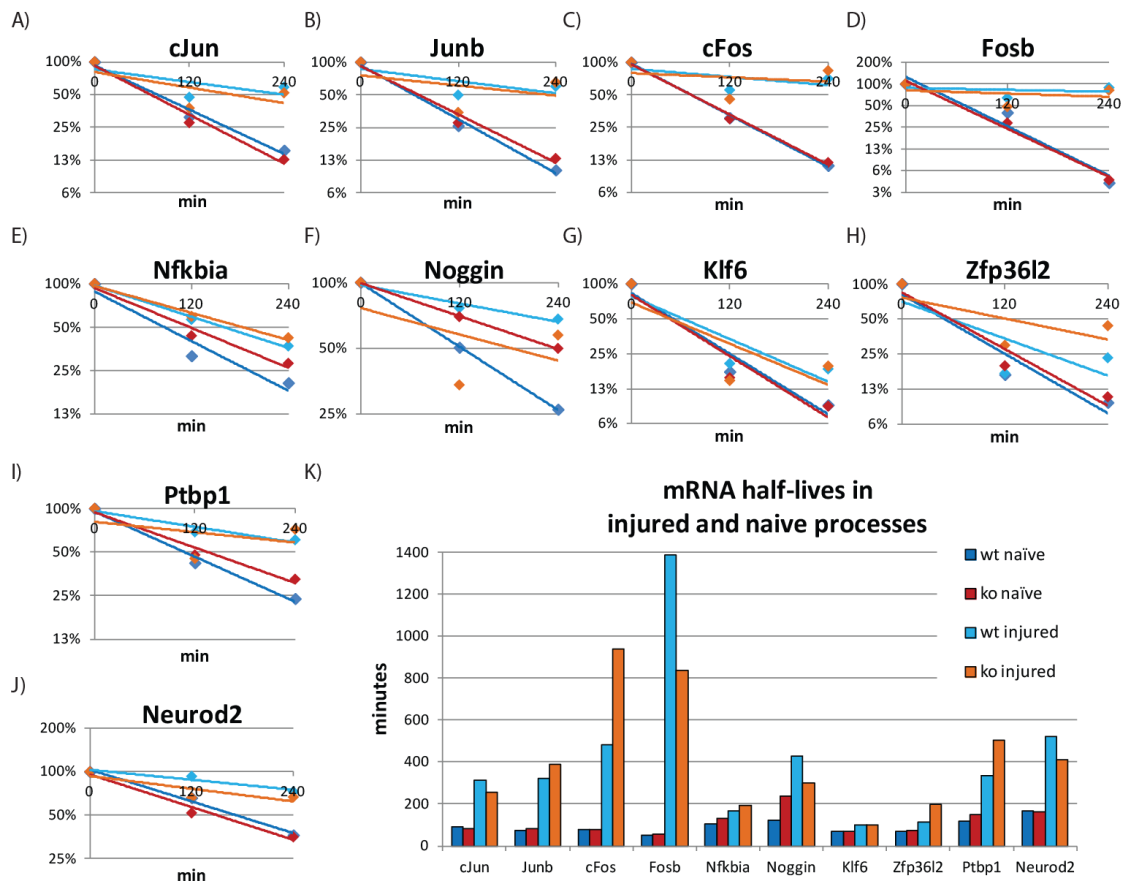 A)
cJun
100%
50%
25%
13%
6%
0
120
240
min
B)
Junb
100%
50%
25%
13%
6%
0
120
240
min
C)
cFos
100%
50%
25%
13%
6%
0
120
240
min
D)
Fosb
200%
100%
50%
25%
13%
6%
3%
0
120
240
min
E)
Nfkbia
100%
50%
25%
13%
0
120
240
min
F)
Noggin
100%
50%
25%
0
120
240
min
G)
Klf6
100%
50%
25%
13%
6%
0
120
240
min
H)
Zfp36l2
100%
50%
25%
13%
6%
0
120
240
min
I)
Ptbp1
100%
50%
25%
13%
0
120
240
min
J)
Neurod2
200%
100%
50%
25%
0
120
240
min
K)
mRNA half-lives in
injured and naive processes
minutes
1400
1200
1000
800
600
400
200
0
wt naïve
ko naïve
wt injured
ko injured
cJun
Junb
cFos
Fosb
Nfkbia
Noggin
Klf6
Zfp36l2
Ptbp1
Neurod2